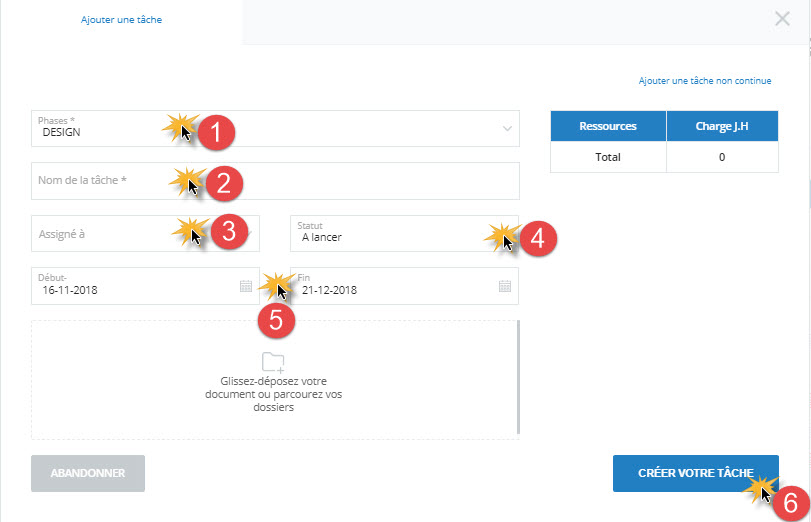 Ajouter une tâche
Ajouter une tâche non continue
Phases *
DESIGN
1
Ressources Charge J.H
Total 0
Nom de la tâche *
2
Assigné à
3
Statut
A lancer
4
Début-
16-11-2018
Fin
21-12-2018
5
Glissez-déposez votre
document ou parcourez vos
dossiers
ABANDONNER
CRÉER VOTRE TÂCHE
6